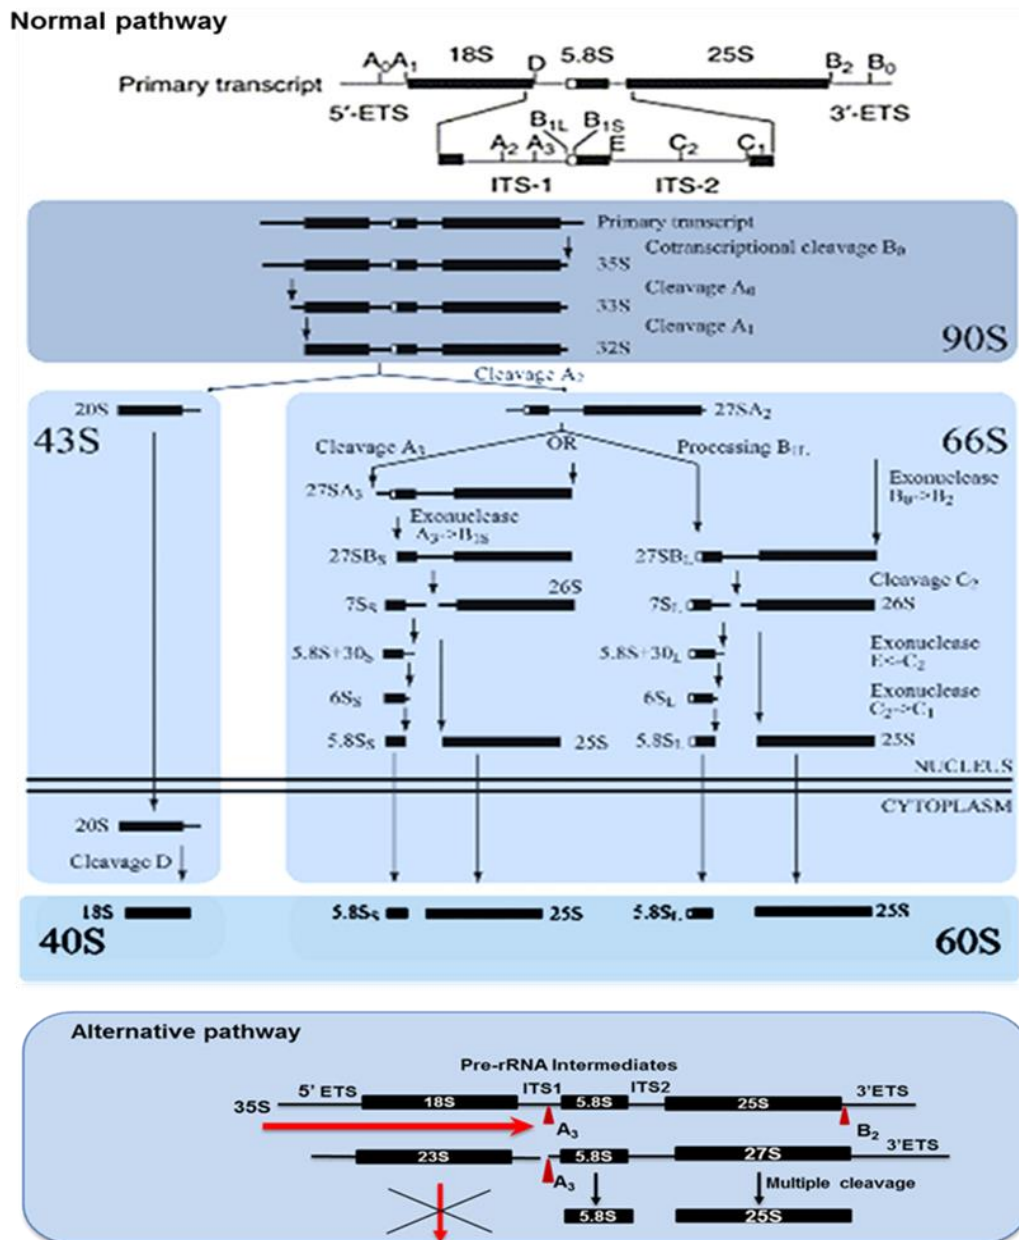 Normal pathway
18S 5.8S 25S
A₀ A₁ D B₂ B₀
Primary transcript
5'-ETS 3'-ETS
B₁L B₁S
A₂ A₃ E C₂ C₁
ITS-1 ITS-2
Primary transcript
Cotranscriptional cleavage B₀
35S
Cleavage A₀
33S
Cleavage A₁
32S
90S
Cleavage A₂
20S
27SA₂
43S
66S
Cleavage A₃
OR
Processing B₁L
27SA₃
Exonuclease
B₀->B₂
Exonuclease
A₃->B₁S
27SBS
27SBL
Cleavage C₂
26S
7SS
7SL
26S
5.8S+30S
5.8S+30L
Exonuclease
E<-C₂
6SS
6SL
Exonuclease
C₂->C₁
5.8SS
25S
5.8SL
25S
NUCLEUS
CYTOPLASM
20S
Cleavage D
18S
5.8SS
25S
5.8SL
25S
40S
60S
Alternative pathway
Pre-rRNA Intermediates
5' ETS ITS1 ITS2 3'ETS
35S 18S 5.8S 25S
A₃ B₂
23S 5.8S 27S 3'ETS
A₃ Multiple cleavage
5.8S 25S